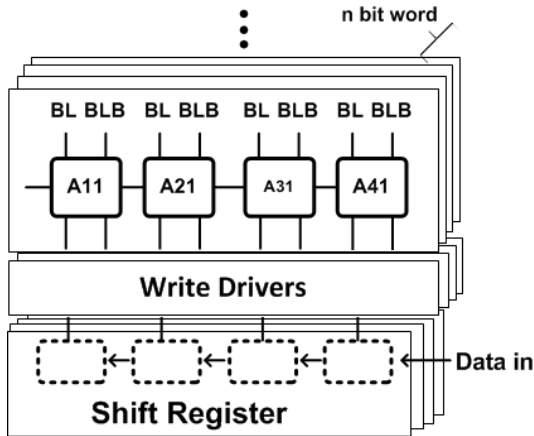 n bit word
BL BLB BL BLB BL BLB BL BLB
A11 A21 A31 A41
Write Drivers
Data in
Shift Register